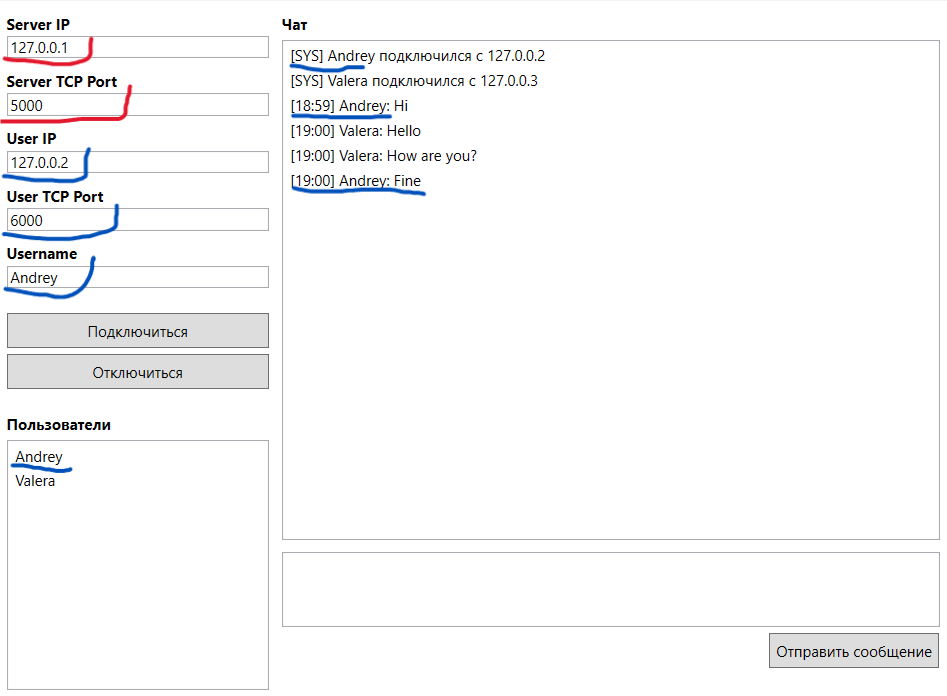 Server IP
127.0.0.1
Server TCP Port
5000
User IP
127.0.0.2
User TCP Port
6000
Username
Andrey
Подключиться
Отключиться
Пользователи
Andrey
Valera
Чат
[SYS] Andrey подключился с 127.0.0.2
[SYS] Valera подключился с 127.0.0.3
[18:59] Andrey: Hi
[19:00] Valera: Hello
[19:00] Valera: How are you?
[19:00] Andrey: Fine
Отправить сообщение